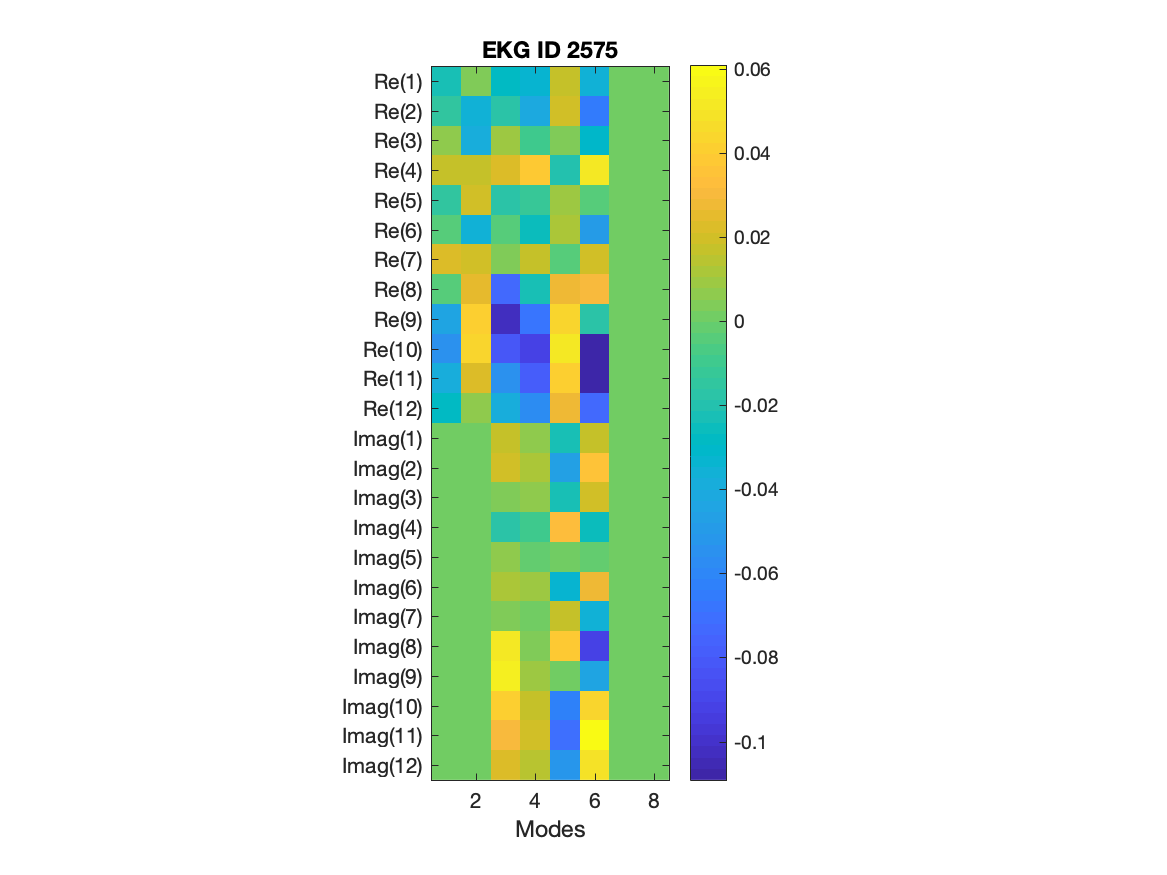 EKG ID 2575
Re(1)
Re(2)
Re(3)
Re(4)
Re(5)
Re(6)
Re(7)
Re(8)
Re(9)
Re(10)
Re(11)
Re(12)
Imag(1)
Imag(2)
Imag(3)
Imag(4)
Imag(5)
Imag(6)
Imag(7)
Imag(8)
Imag(9)
Imag(10)
Imag(11)
Imag(12)
2 4 6 8
Modes
0.06
0.04
0.02
0
-0.02
-0.04
-0.06
-0.08
-0.1